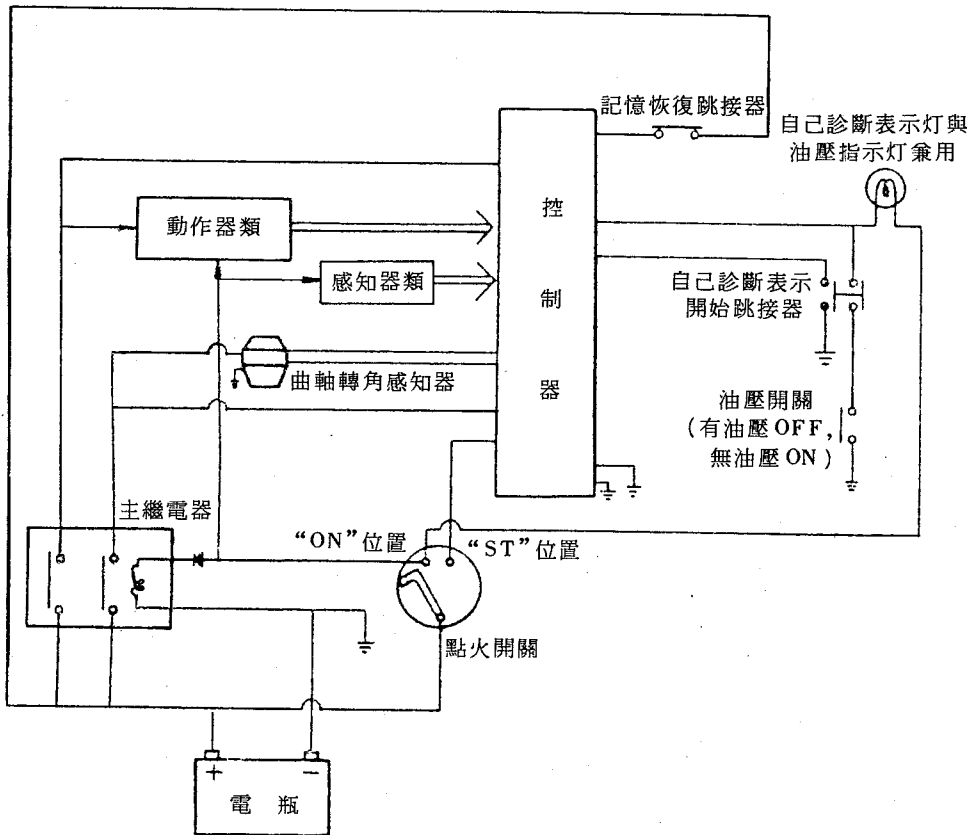 記憶恢復跳接器
自己診斷表示灯與
油壓指示灯兼用
控制器
動作器類
感知器類
自己診斷表示
開始跳接器
曲軸轉角感知器
油壓開關
(有油壓OFF,
無油壓ON)
主繼電器
“ON”位置
“ST”位置
點火開關
+
−
電瓶